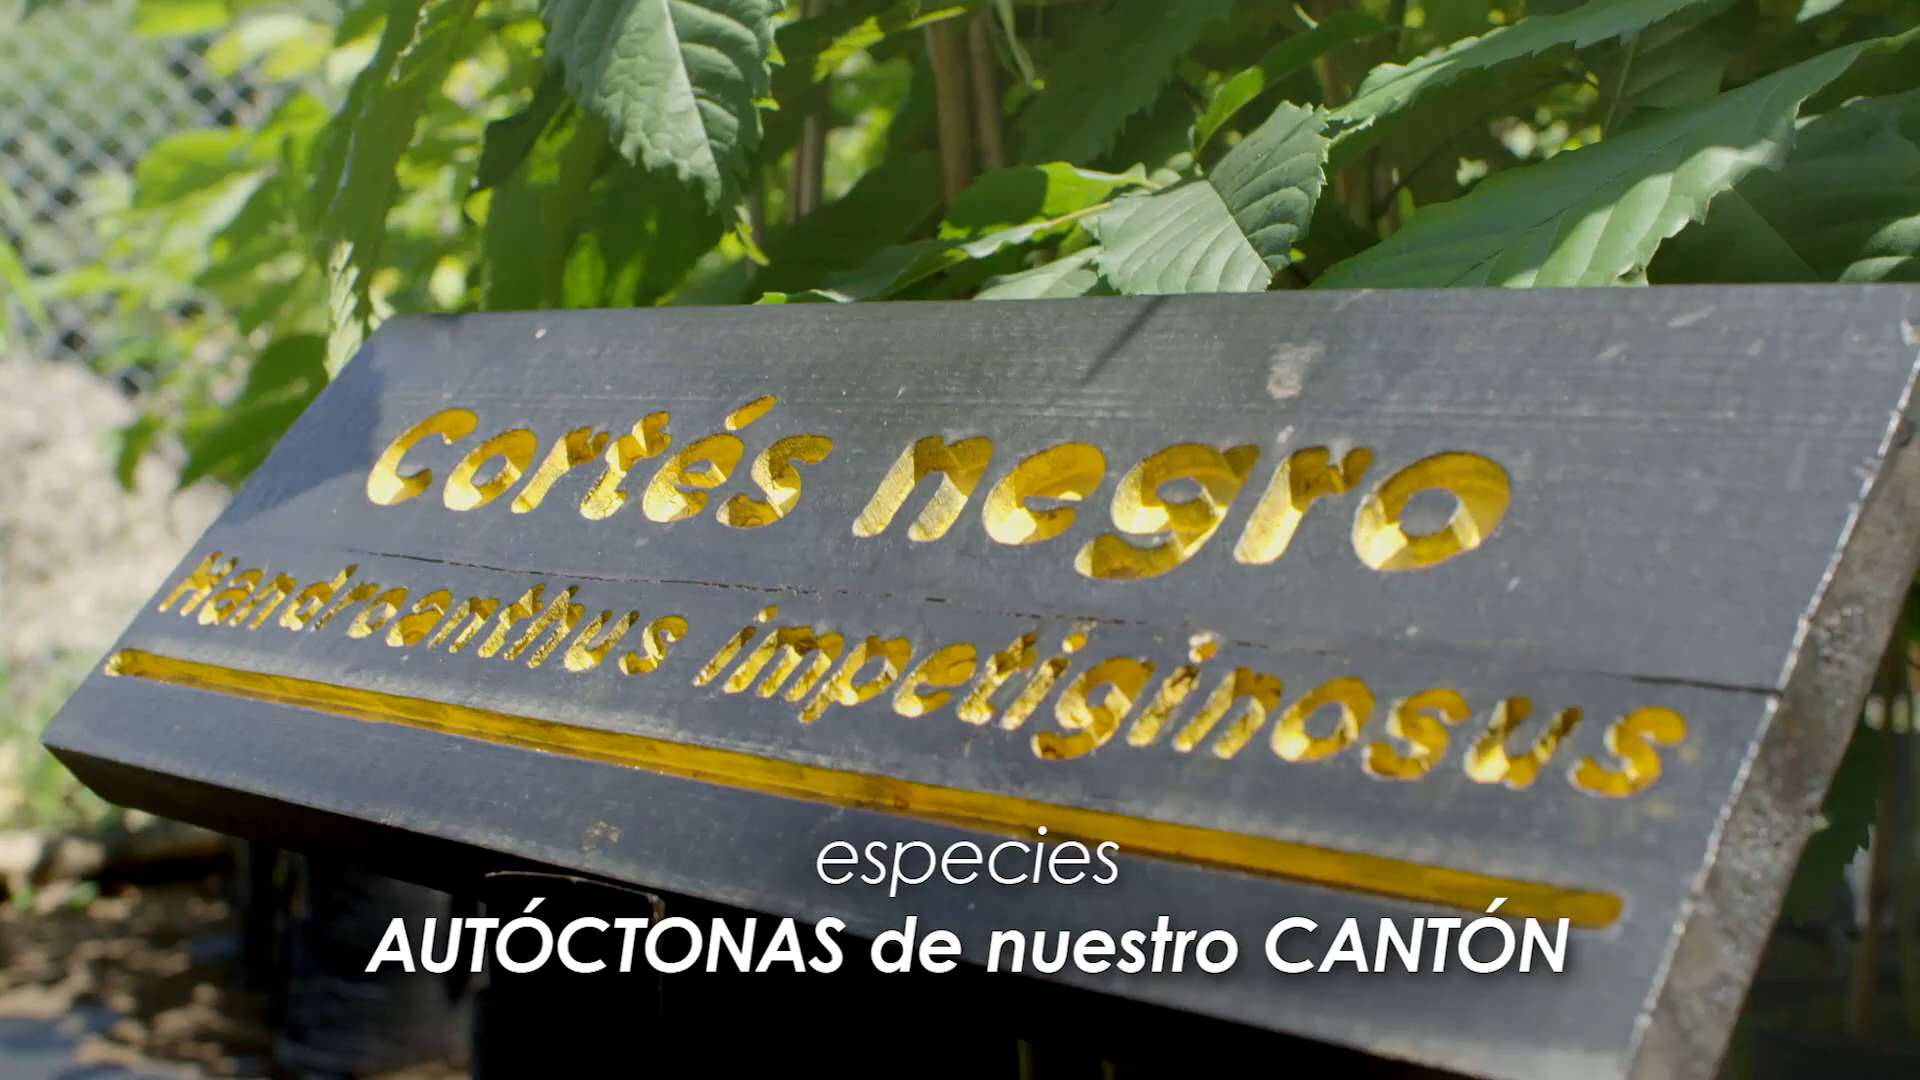 Cortés negro
Handroanthus impetiginosus
especies
AUTÓCTONAS de nuestro CANTÓN